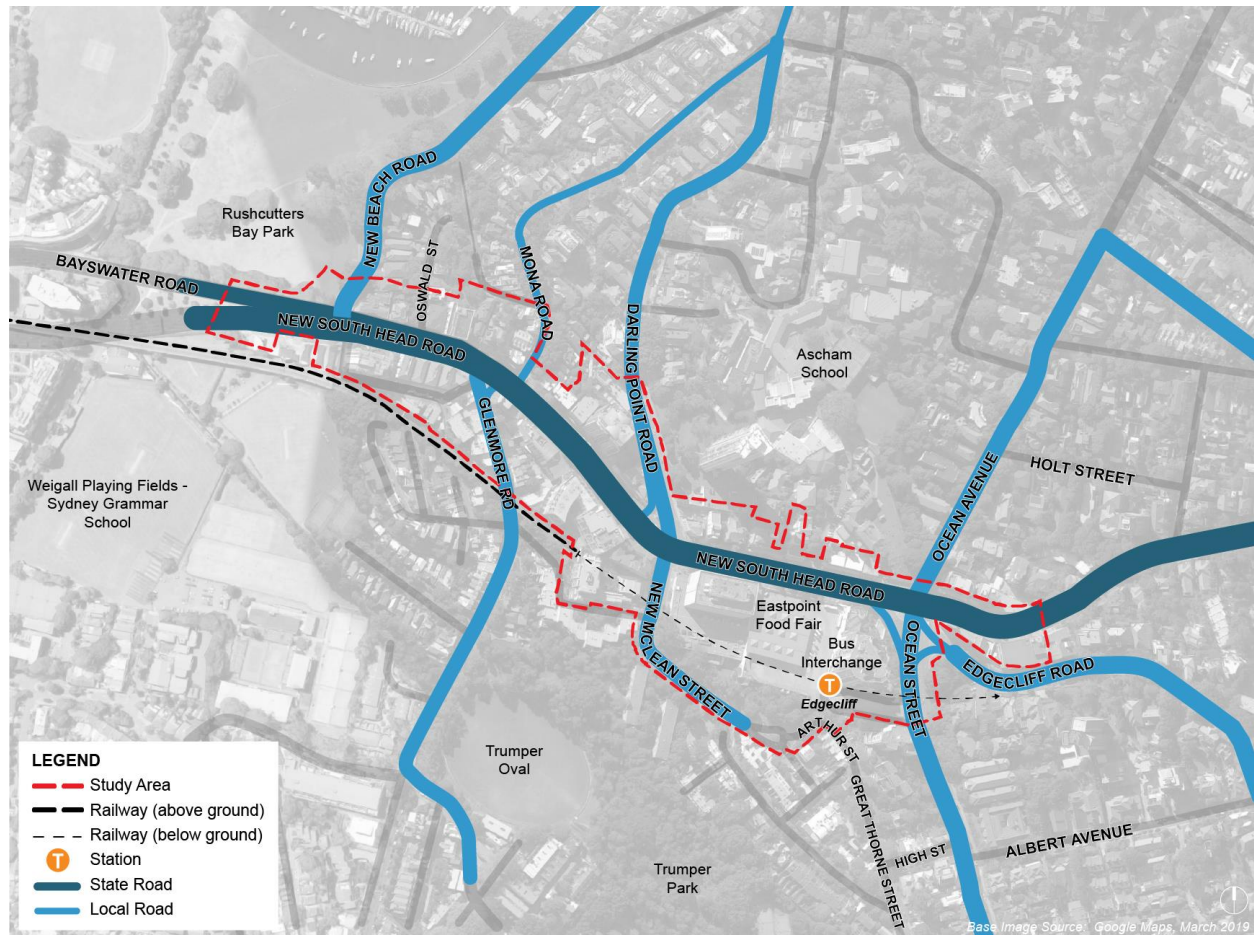 Rushcutters
Bay Park
NEW BEACH ROAD
BAYSWATER ROAD
OSWALD ST
MONA ROAD
NEW SOUTH HEAD ROAD
DARLING POINT ROAD
Ascham
School
GLENMORE RD
OCEAN AVENUE
HOLT STREET
Weigall Playing Fields -
Sydney Grammar
School
NEW SOUTH HEAD ROAD
Eastpoint
Food Fair
NEW MCLEAN STREET
Bus
Interchange
T
Edgecliff
OCEAN STREET
EDGECLIFF ROAD
ARTHUR ST
Trumper
Oval
GREAT THORNE STREET
HIGH ST
ALBERT AVENUE
Trumper
Park
LEGEND
Study Area
Railway (above ground)
Railway (below ground)
T Station
State Road
Local Road
Base Image Source: Google Maps, March 2019